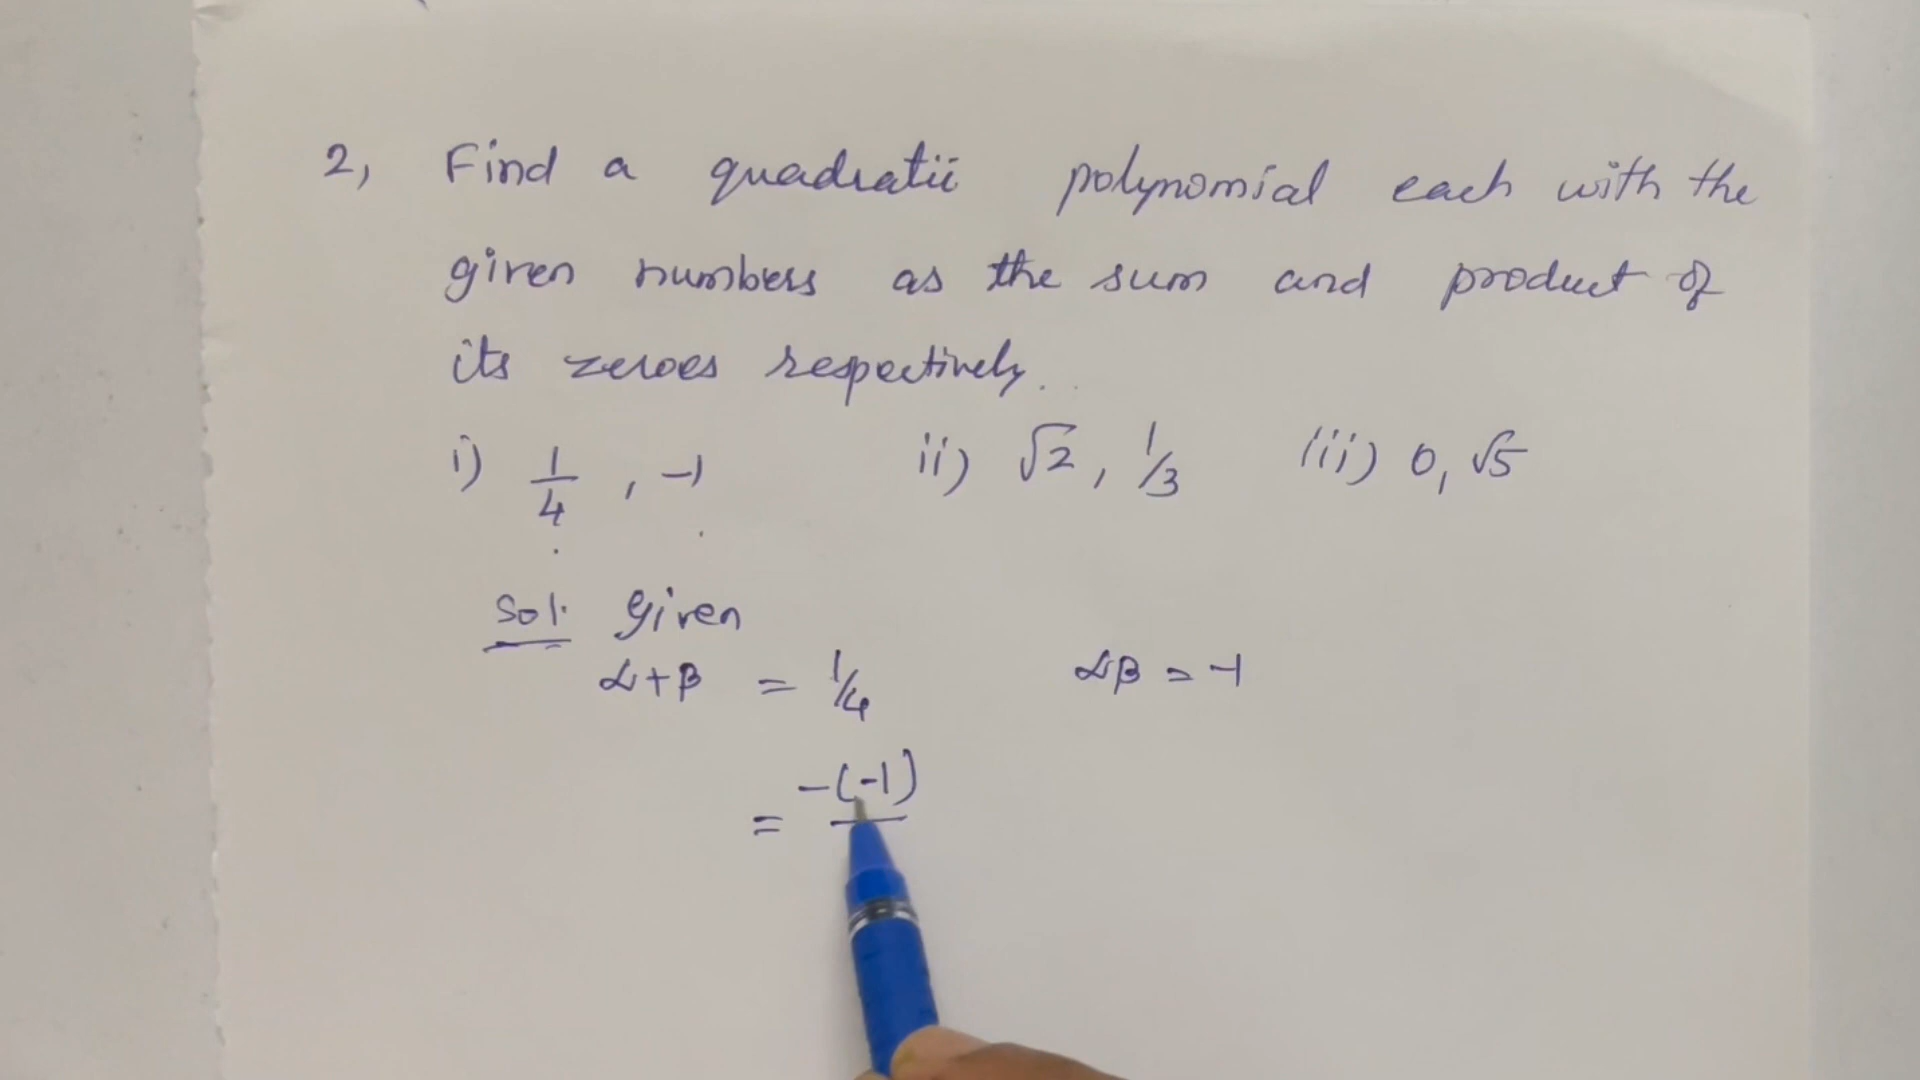 2, Find a quadratic polynomial each with the
given numbers as the sum and product of
its zeroes respectively.
i) 1/4 , -1 ii) √2, 1/3 (iii) 0, √5
Sol. Given
α+β = 1/4 αβ = -1
= -(-1)